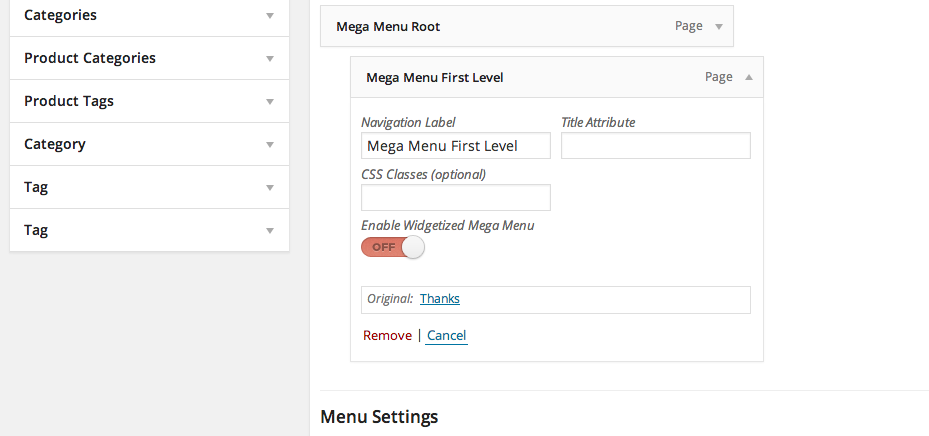 Categories
Product Categories
Product Tags
Category
Tag
Tag
Mega Menu Root Page
Mega Menu First Level Page
Navigation Label Title Attribute
Mega Menu First Level
CSS Classes (optional)
Enable Widgetized Mega Menu
OFF
Original: Thanks
Remove | Cancel
Menu Settings